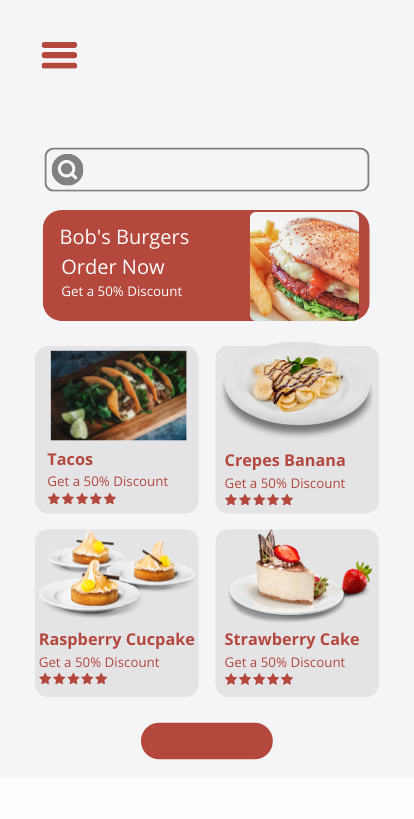 Bob's Burgers
Order Now
Get a 50% Discount
Tacos
Get a 50% Discount
Crepes Banana
Get a 50% Discount
Raspberry Cucpake
Get a 50% Discount
Strawberry Cake
Get a 50% Discount